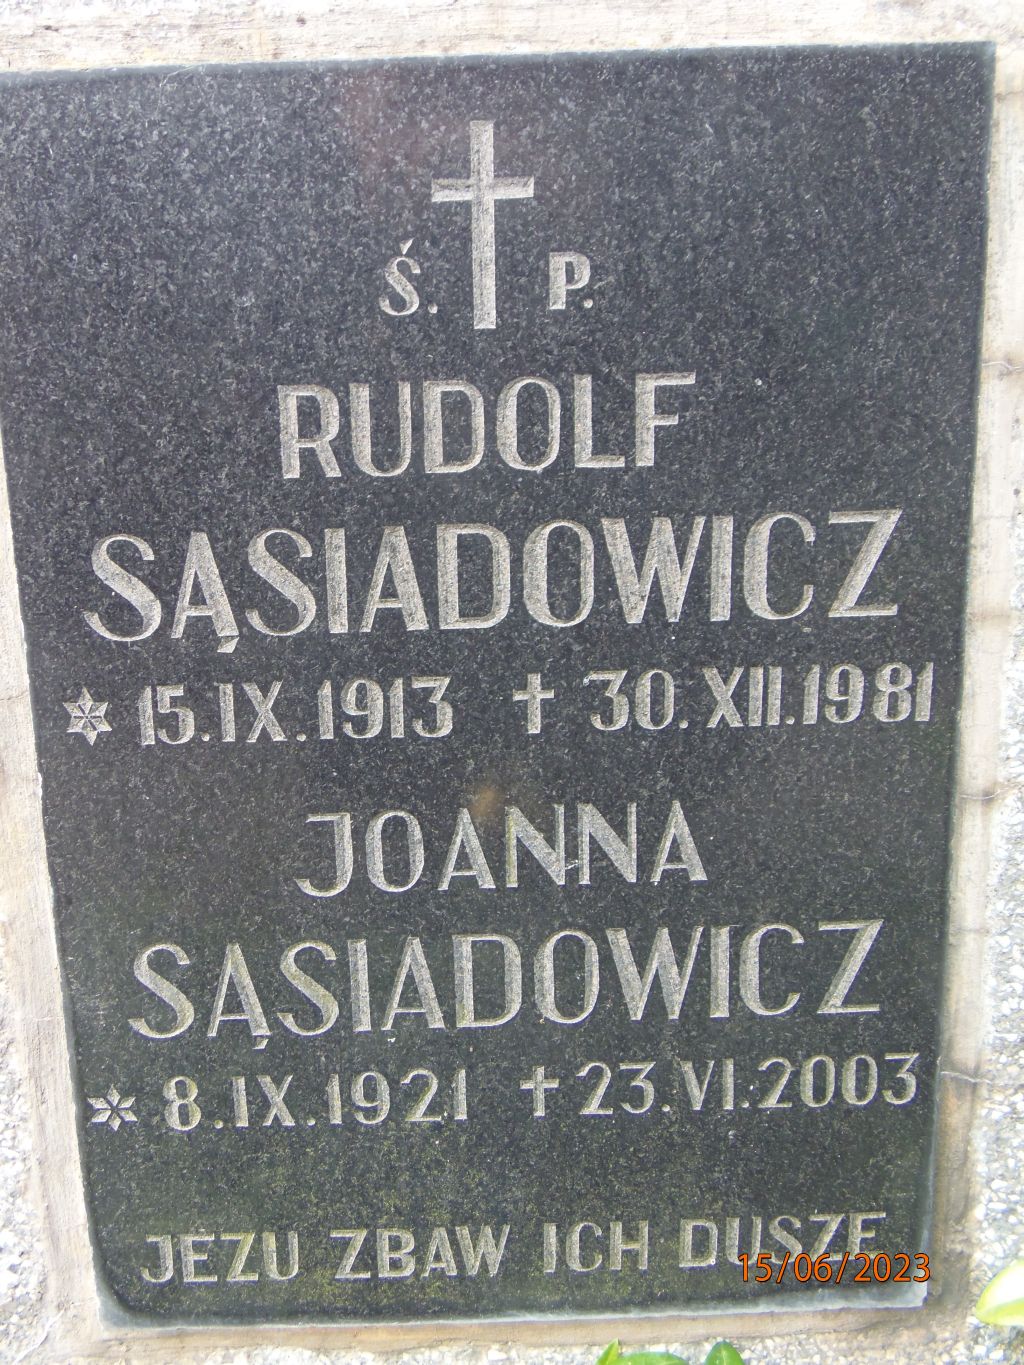 Ś. P.
RUDOLF
SĄSIADOWICZ
* 15.IX.1913 + 30.XII.1981
JOANNA
SĄSIADOWICZ
* 8.IX.1921 + 23.VI.2003
JEZU ZBAW ICH DUSZE
15/06/2023